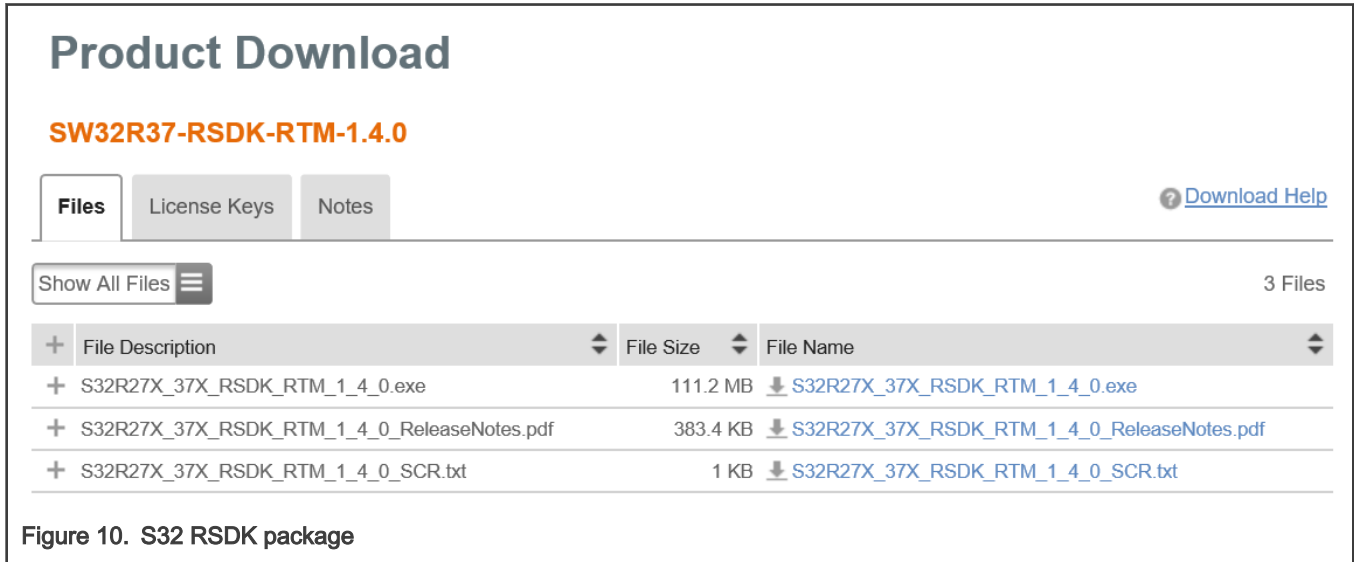 Product Download
SW32R37-RSDK-RTM-1.4.0
Files License Keys Notes ? Download Help
Show All Files 3 Files
+ File Description File Size File Name
+ S32R27X_37X_RSDK_RTM_1_4_0.exe 111.2 MB S32R27X_37X_RSDK_RTM_1_4_0.exe
+ S32R27X_37X_RSDK_RTM_1_4_0_ReleaseNotes.pdf 383.4 KB S32R27X_37X_RSDK_RTM_1_4_0_ReleaseNotes.pdf
+ S32R27X_37X_RSDK_RTM_1_4_0_SCR.txt 1 KB S32R27X_37X_RSDK_RTM_1_4_0_SCR.txt
Figure 10. S32 RSDK package